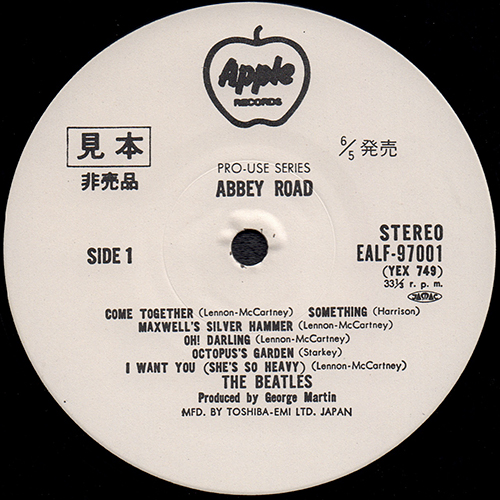 Apple
RECORDS
見本
非売品
6/5 発売
PRO-USE SERIES
ABBEY ROAD
SIDE 1
STEREO
EALF-97001
(YEX 749)
33⅓ r. p. m.
JASRAC
COME TOGETHER (Lennon-McCartney) SOMETHING (Harrison)
MAXWELL'S SILVER HAMMER (Lennon-McCartney)
OH! DARLING (Lennon-McCartney)
OCTOPUS'S GARDEN (Starkey)
I WANT YOU (SHE'S SO HEAVY) (Lennon-McCartney)
THE BEATLES
Produced by George Martin
MFD. BY TOSHIBA-EMI LTD. JAPAN